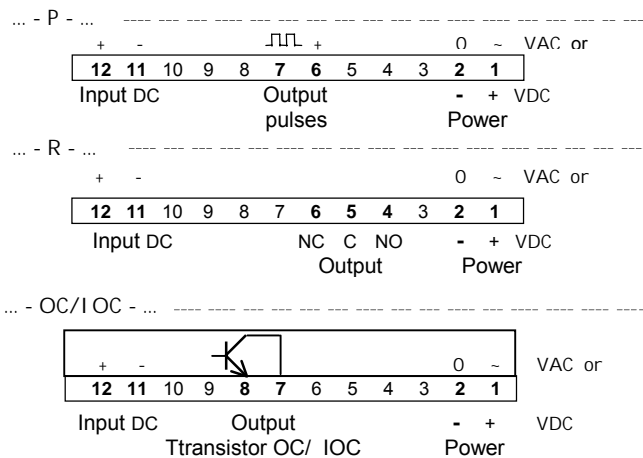 ... - P - ...
+ - + 0 ~ VAC or
12 11 10 9 8 7 6 5 4 3 2 1
Input DC Output - + VDC
pulses Power
... - R - ...
+ - 0 ~ VAC or
12 11 10 9 8 7 6 5 4 3 2 1
Input DC NC C NO - + VDC
Output Power
... - OC/IOC - ...
+ - 0 ~ VAC or
12 11 10 9 8 7 6 5 4 3 2 1
Input DC Output - + VDC
Ttransistor OC/ IOC Power